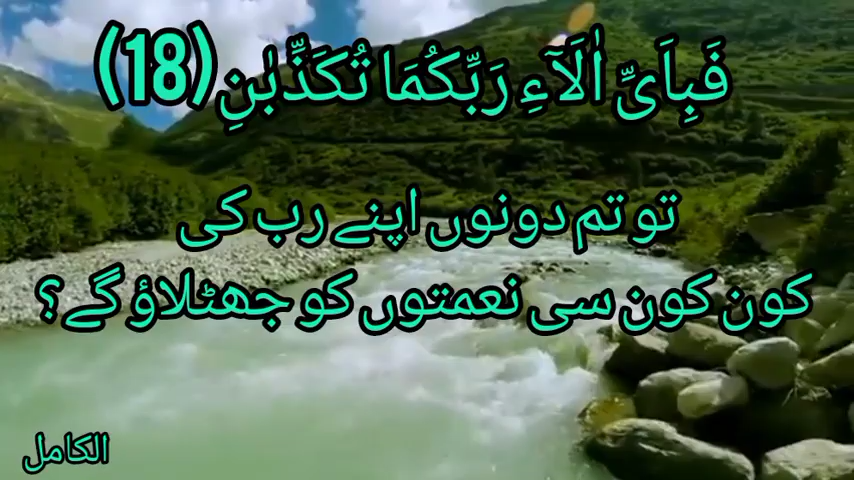 فَبِاَیِّ اٰلَآءِ رَبِّكُمَا تُكَذِّبٰنِ(18)
تو تم دونوں اپنے رب کی
کون کون سی نعمتوں کو جھٹلاؤ گے؟
الکامل